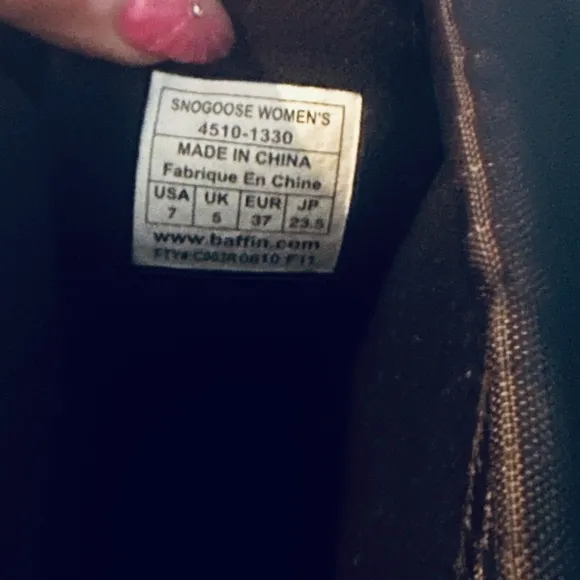 SNOGOOSE WOMEN'S
4510-1330
MADE IN CHINA
Fabrique En Chine
USA UK EUR JP
7 5 37 23.5
www.baffin.com
FTY#